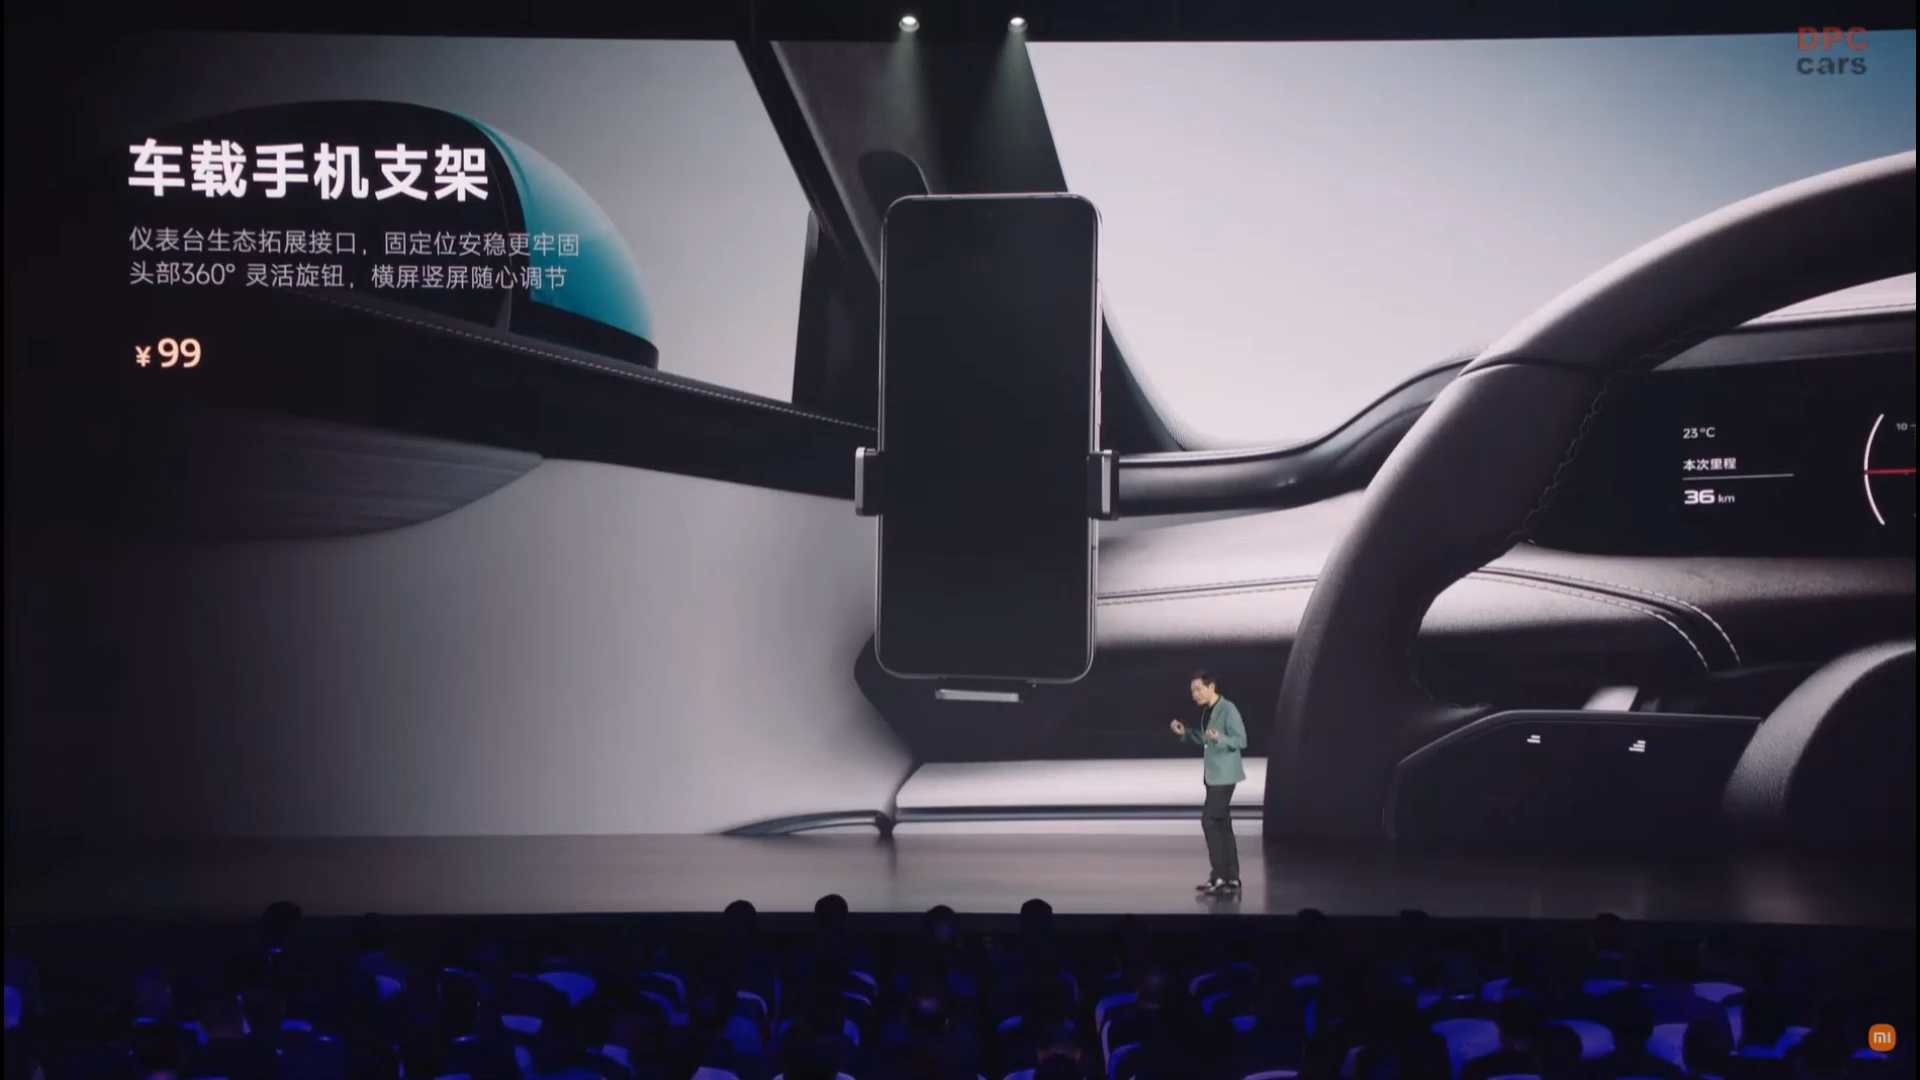 DPC
cars
车载手机支架
仪表台生态拓展接口，固定位安稳更牢固
头部360° 灵活旋钮，横屏竖屏随心调节
¥99
23°C
本次里程
36 km
10
mi